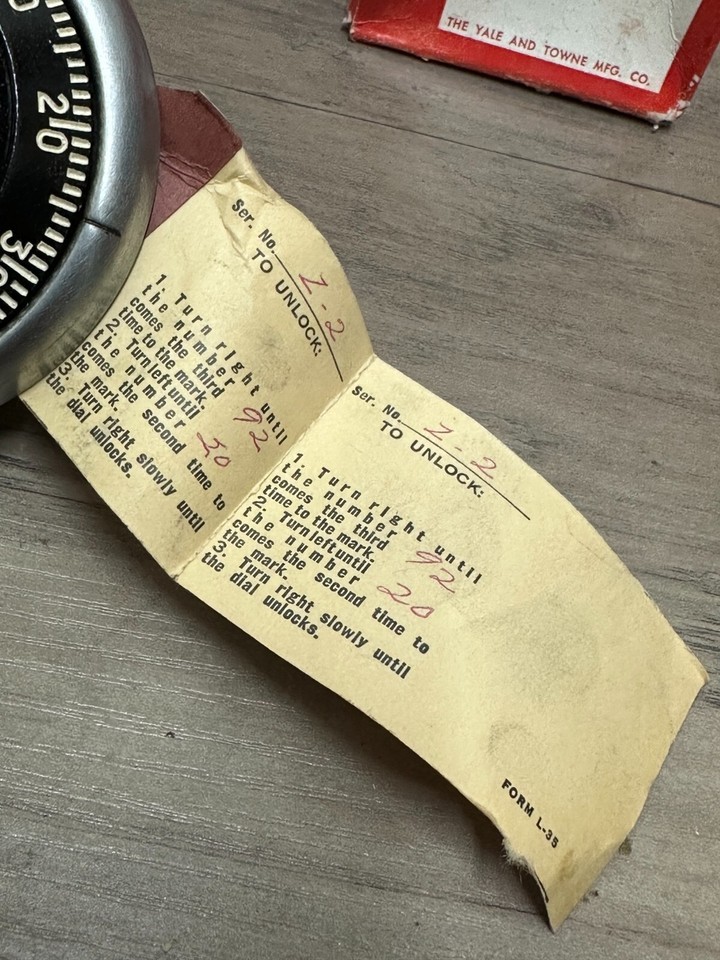 THE YALE AND TOWNE MFG. CO.
20
30
Ser. No. Z-2
TO UNLOCK:
1. Turn right until
the number 92
comes the third
time to the mark.
2. Turn left until
the number 20
comes the second time to
the mark.
3. Turn right slowly until
the dial unlocks.
Ser. No. Z-2
TO UNLOCK:
1. Turn right until
the number 92
comes the third
time to the mark.
2. Turn left until
the number 20
comes the second time to
the mark.
3. Turn right slowly until
the dial unlocks.
FORM L-35